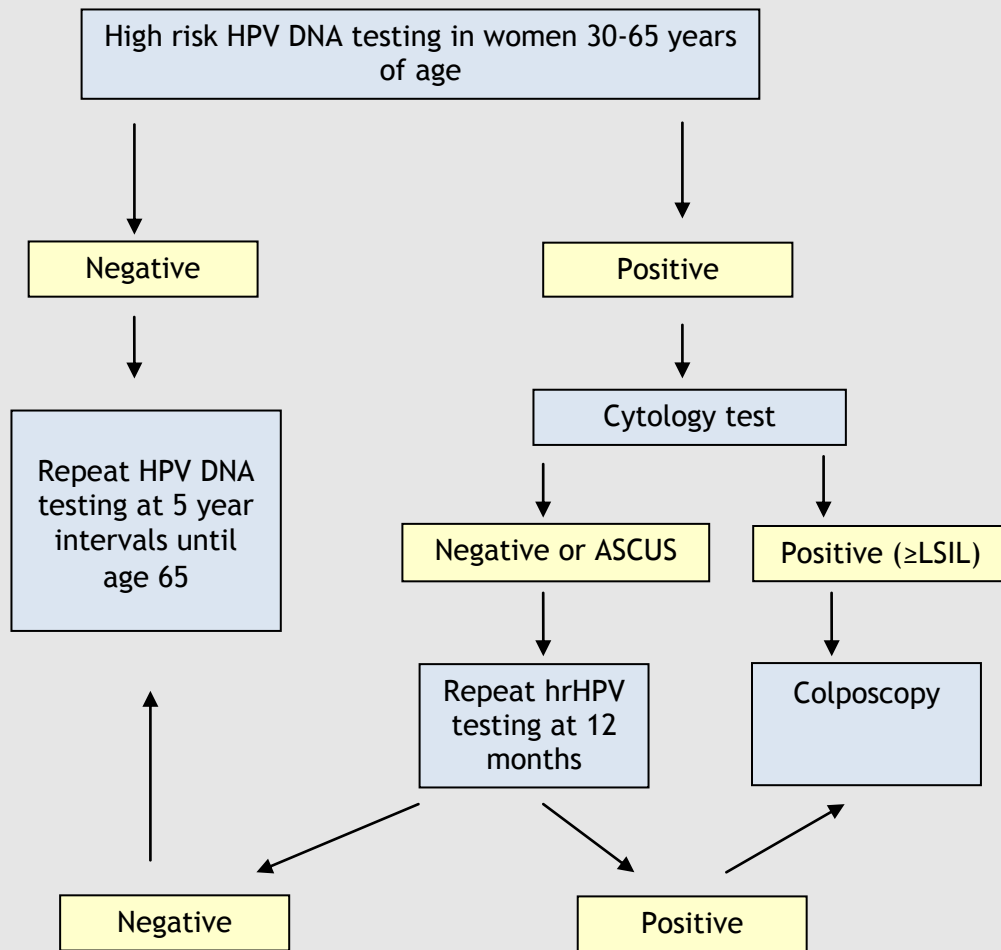 High risk HPV DNA testing in women 30-65 years
of age
Negative
Positive
Cytology test
Repeat HPV DNA
testing at 5 year
intervals until
age 65
Negative or ASCUS
Positive (≥LSIL)
Repeat hrHPV
testing at 12
months
Colposcopy
Negative
Positive